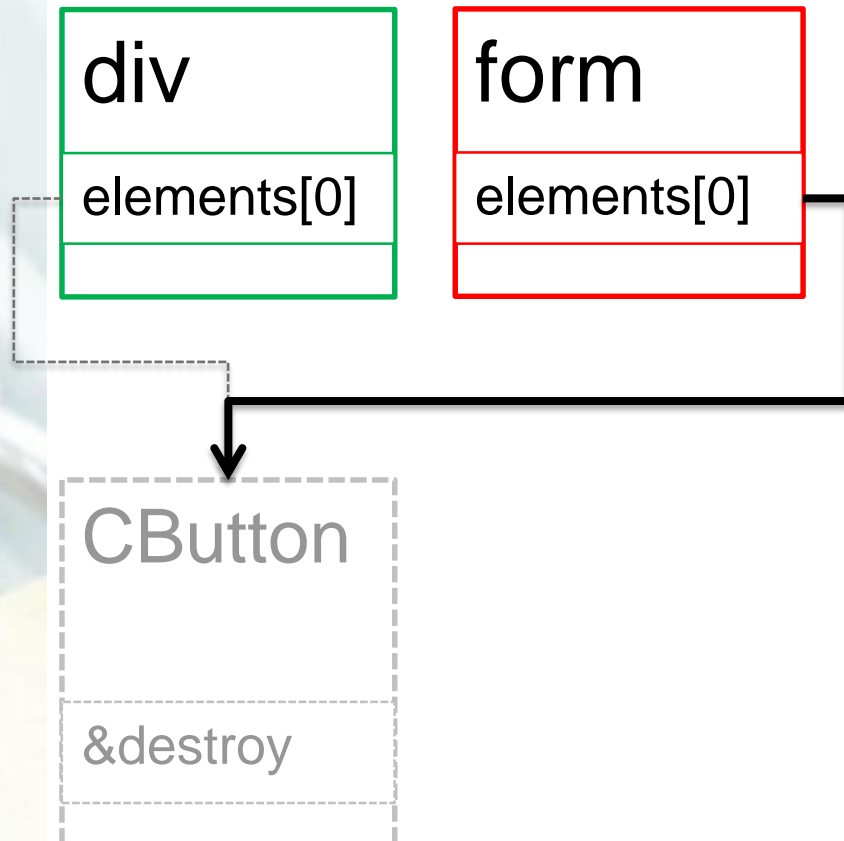 div
form
elements[0]
elements[0]
CButton
&destroy